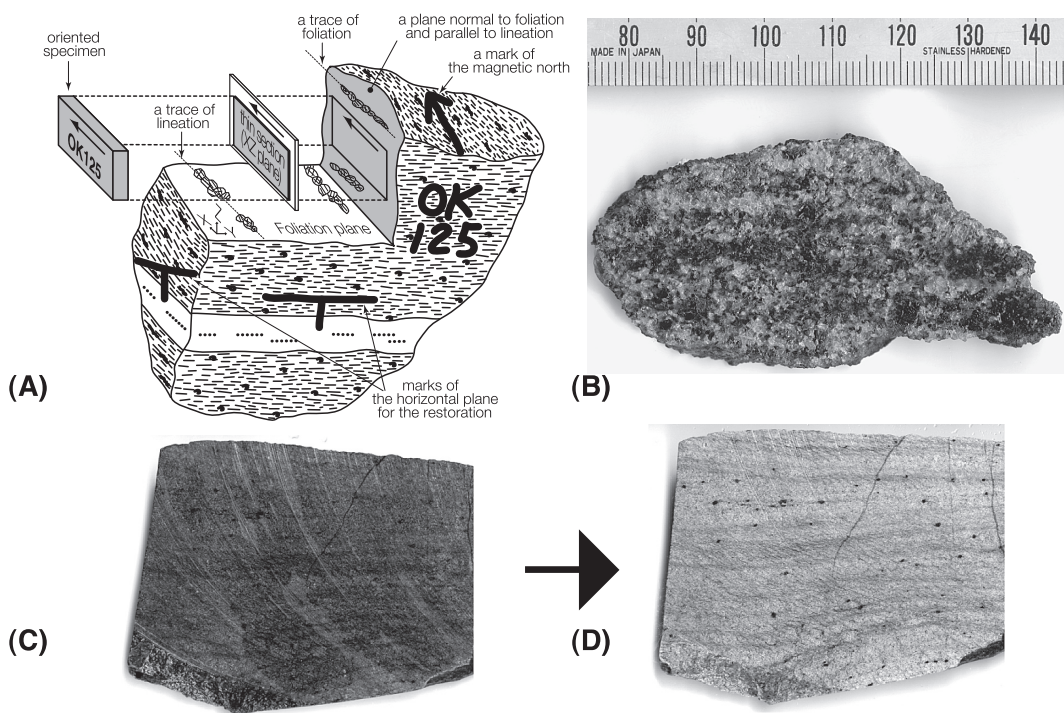 oriented
specimen
a trace of
foliation
a plane normal to foliation
and parallel to lineation
a mark of
the magnetic north
a trace of
lineation
OK125
thin section
(XZ plane)
X
Z
Y
Foliation plane
OK
125
marks of
the horizontal plane
for the restoration
(A)
80 90 100 110 120 130 140
MADE IN JAPAN STAINLESS HARDENED
(B)
(C)
(D)